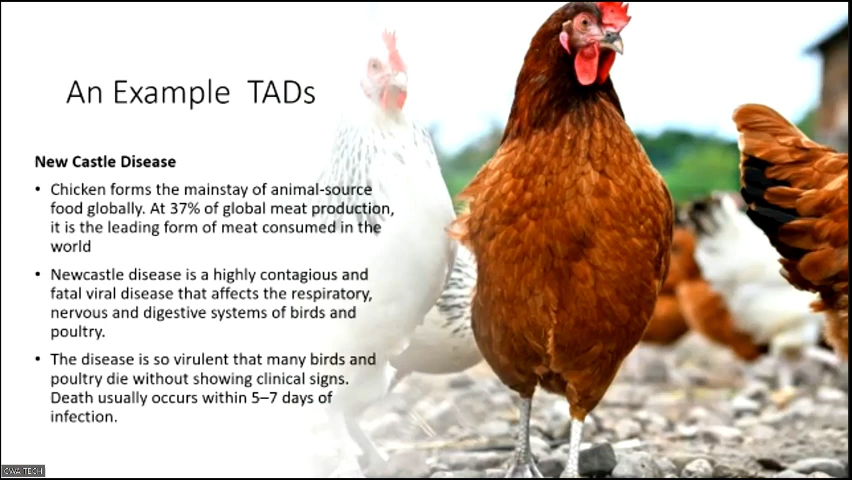 An Example TADs
New Castle Disease
• Chicken forms the mainstay of animal-source
food globally. At 37% of global meat production,
it is the leading form of meat consumed in the
world
• Newcastle disease is a highly contagious and
fatal viral disease that affects the respiratory,
nervous and digestive systems of birds and
poultry.
• The disease is so virulent that many birds and
poultry die without showing clinical signs.
Death usually occurs within 5–7 days of
infection.
CWA TECH